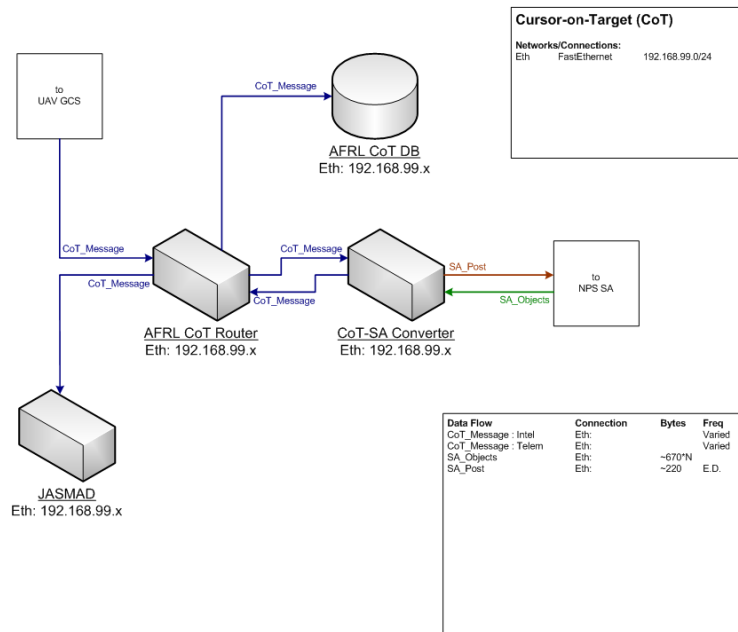 Cursor-on-Target (CoT)
Networks/Connections:
Eth FastEthernet 192.168.99.0/24
to
UAV GCS
CoT_Message
AFRL CoT DB
Eth: 192.168.99.x
CoT_Message
CoT_Message
CoT_Message
CoT_Message
AFRL CoT Router
Eth: 192.168.99.x
CoT-SA Converter
Eth: 192.168.99.x
SA_Post
SA_Objects
to
NPS SA
JASMAD
Eth: 192.168.99.x
Data Flow Connection Bytes Freq
CoT_Message : Intel Eth: Varied
CoT_Message : Telem Eth: Varied
SA_Objects Eth: ~670*N
SA_Post Eth: ~220 E.D.